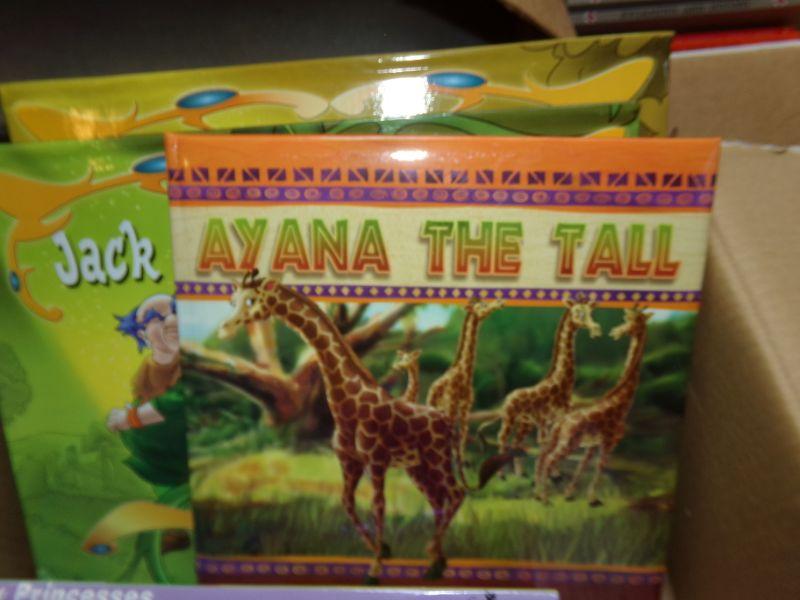 Jack
AYANA THE TALL
Princesses